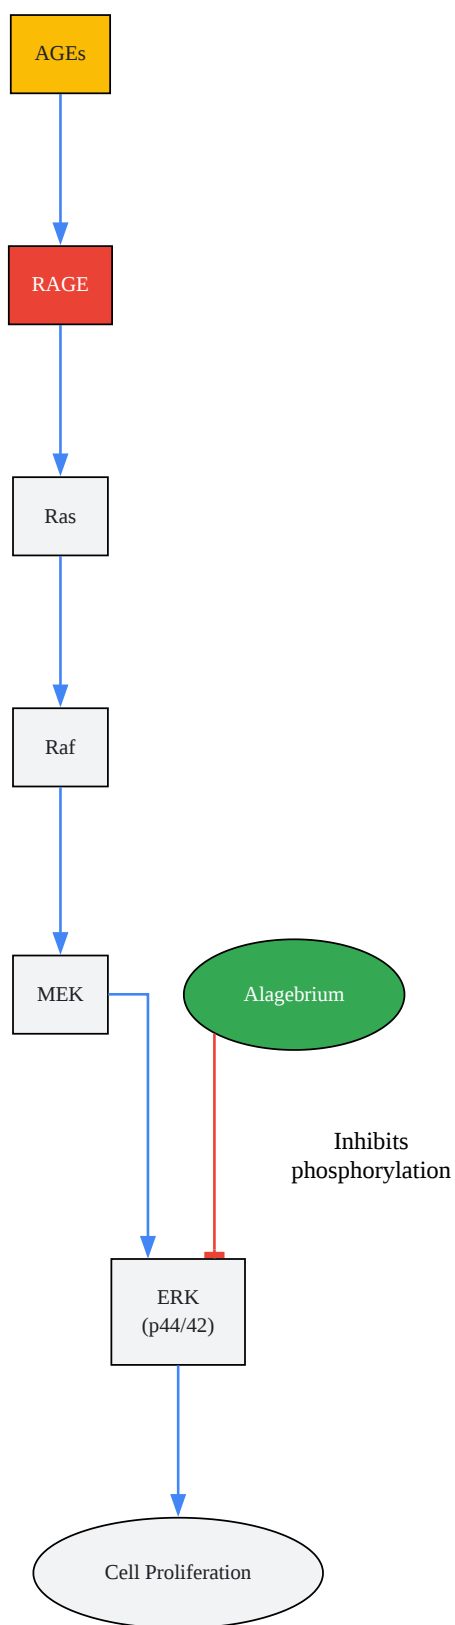 AGEs
RAGE
Ras
Raf
MEK
Alagebrium
Inhibits
phosphorylation
ERK
(p44/42)
Cell Proliferation